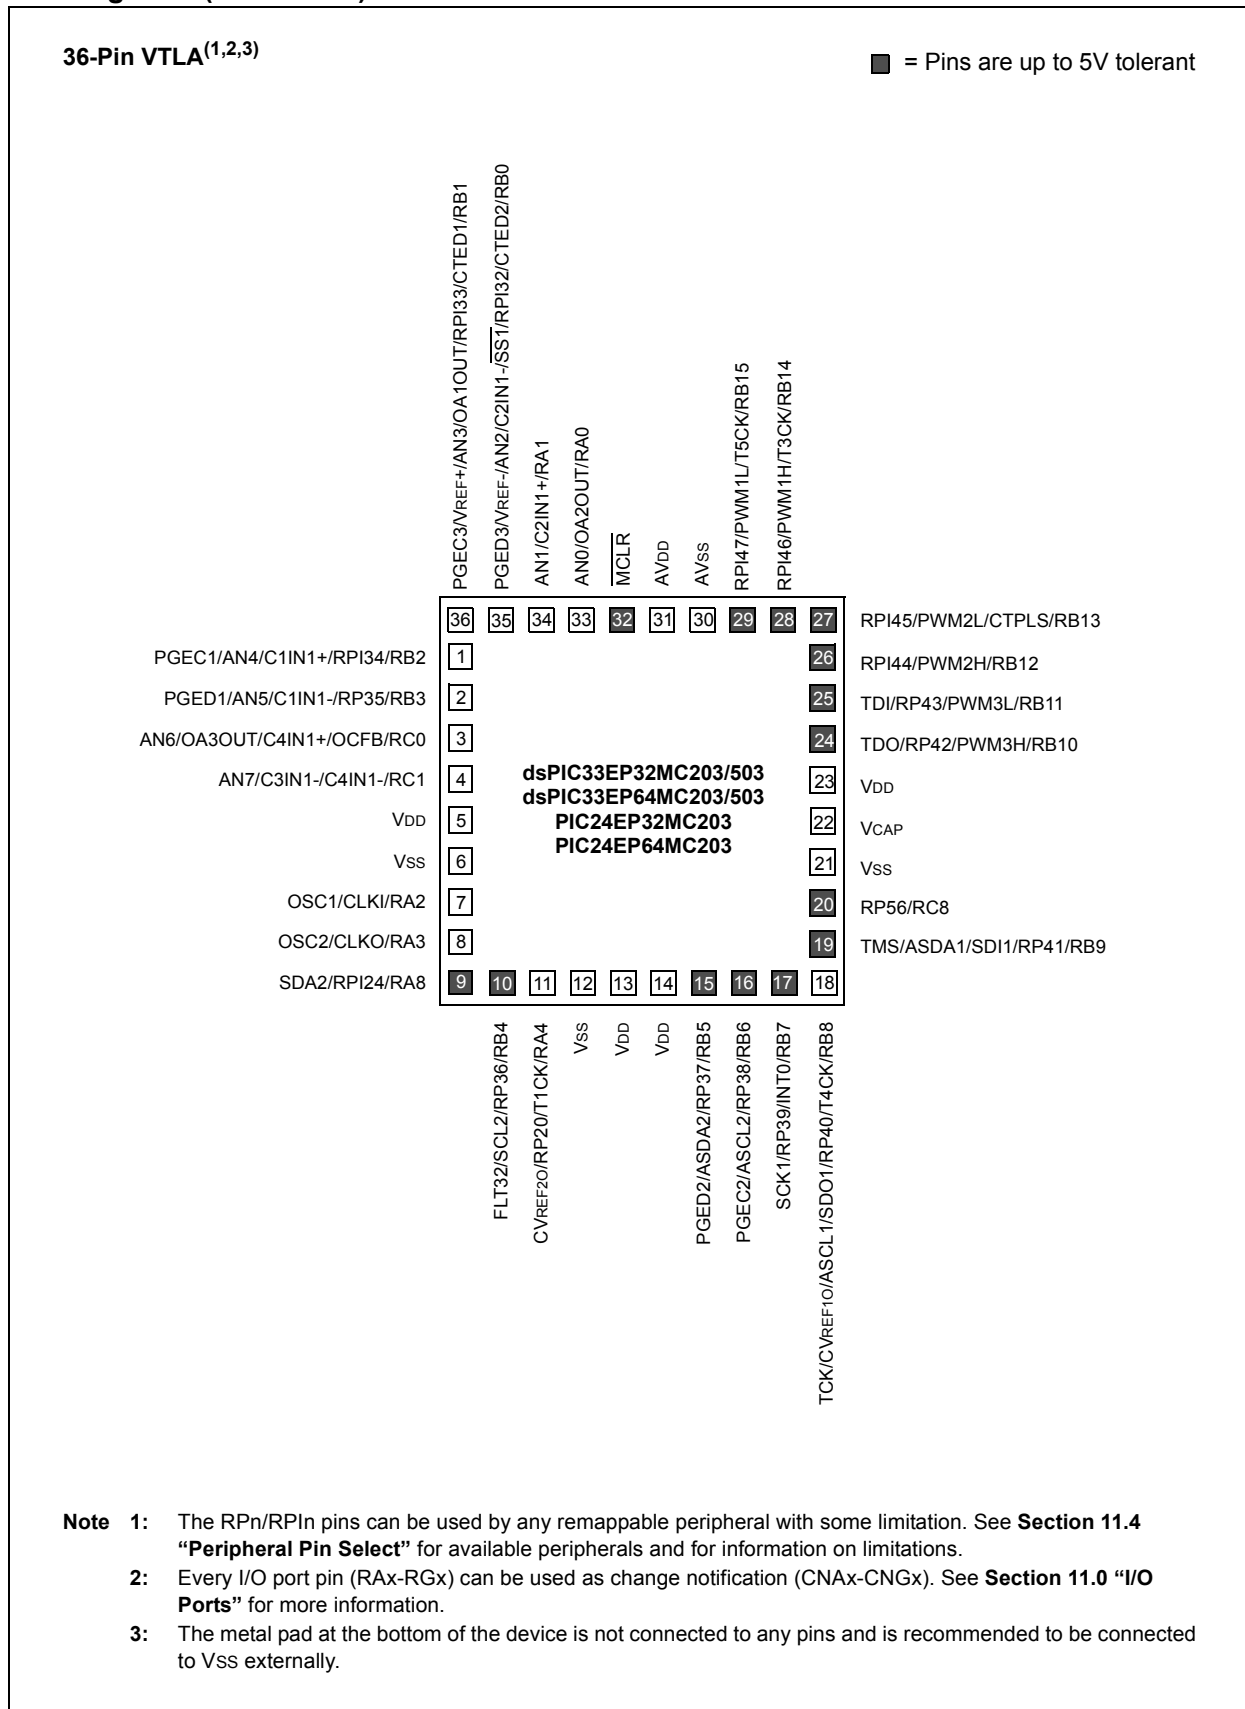 36-Pin VTLA(1,2,3)
= Pins are up to 5V tolerant
PGEC3/VREF+/AN3/OA1OUT/RPI33/CTED1/RB1
PGED3/VREF-/AN2/C2IN1-/SS1/RPI32/CTED2/RB0
AN1/C2IN1+/RA1
AN0/OA2OUT/RA0
MCLR
AVDD
AVSS
RPI47/PWM1L/T5CK/RB15
RPI46/PWM1H/T3CK/RB14
36 35 34 33 32 31 30 29 28 27 RPI45/PWM2L/CTPLS/RB13
PGEC1/AN4/C1IN1+/RPI34/RB2 1 26 RPI44/PWM2H/RB12
PGED1/AN5/C1IN1-/RP35/RB3 2 25 TDI/RP43/PWM3L/RB11
AN6/OA3OUT/C4IN1+/OCFB/RC0 3 24 TDO/RP42/PWM3H/RB10
AN7/C3IN1-/C4IN1-/RC1 4 23 VDD
dsPIC33EP32MC203/503
dsPIC33EP64MC203/503
PIC24EP32MC203
PIC24EP64MC203
VDD 5 22 VCAP
VSS 6 21 VSS
OSC1/CLKI/RA2 7 20 RP56/RC8
OSC2/CLKO/RA3 8 19 TMS/ASDA1/SDI1/RP41/RB9
SDA2/RPI24/RA8 9 10 11 12 13 14 15 16 17 18
FLT32/SCL2/RP36/RB4
CVREF2O/RP20/T1CK/RA4
VSS
VDD
VDD
PGED2/ASDA2/RP37/RB5
PGEC2/ASCL2/RP38/RB6
SCK1/RP39/INT0/RB7
TCK/CVREF1O/ASCL1/SDO1/RP40/T4CK/RB8
Note 1: The RPn/RPIn pins can be used by any remappable peripheral with some limitation. See Section 11.4
“Peripheral Pin Select” for available peripherals and for information on limitations.
2: Every I/O port pin (RAx-RGx) can be used as change notification (CNAx-CNGx). See Section 11.0 “I/O
Ports” for more information.
3: The metal pad at the bottom of the device is not connected to any pins and is recommended to be connected
to VSS externally.